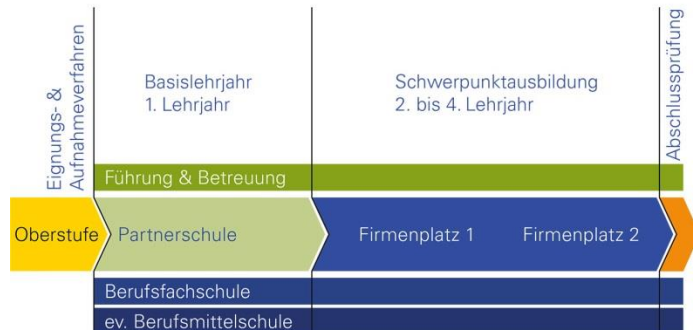 Eignungs- &
Aufnahmeverfahren
Basislehrjahr
1. Lehrjahr
Schwerpunktausbildung
2. bis 4. Lehrjahr
Abschlussprüfung
Führung & Betreuung
Oberstufe
Partnerschule
Firmenplatz 1
Firmenplatz 2
Berufsfachschule
ev. Berufsmittelschule